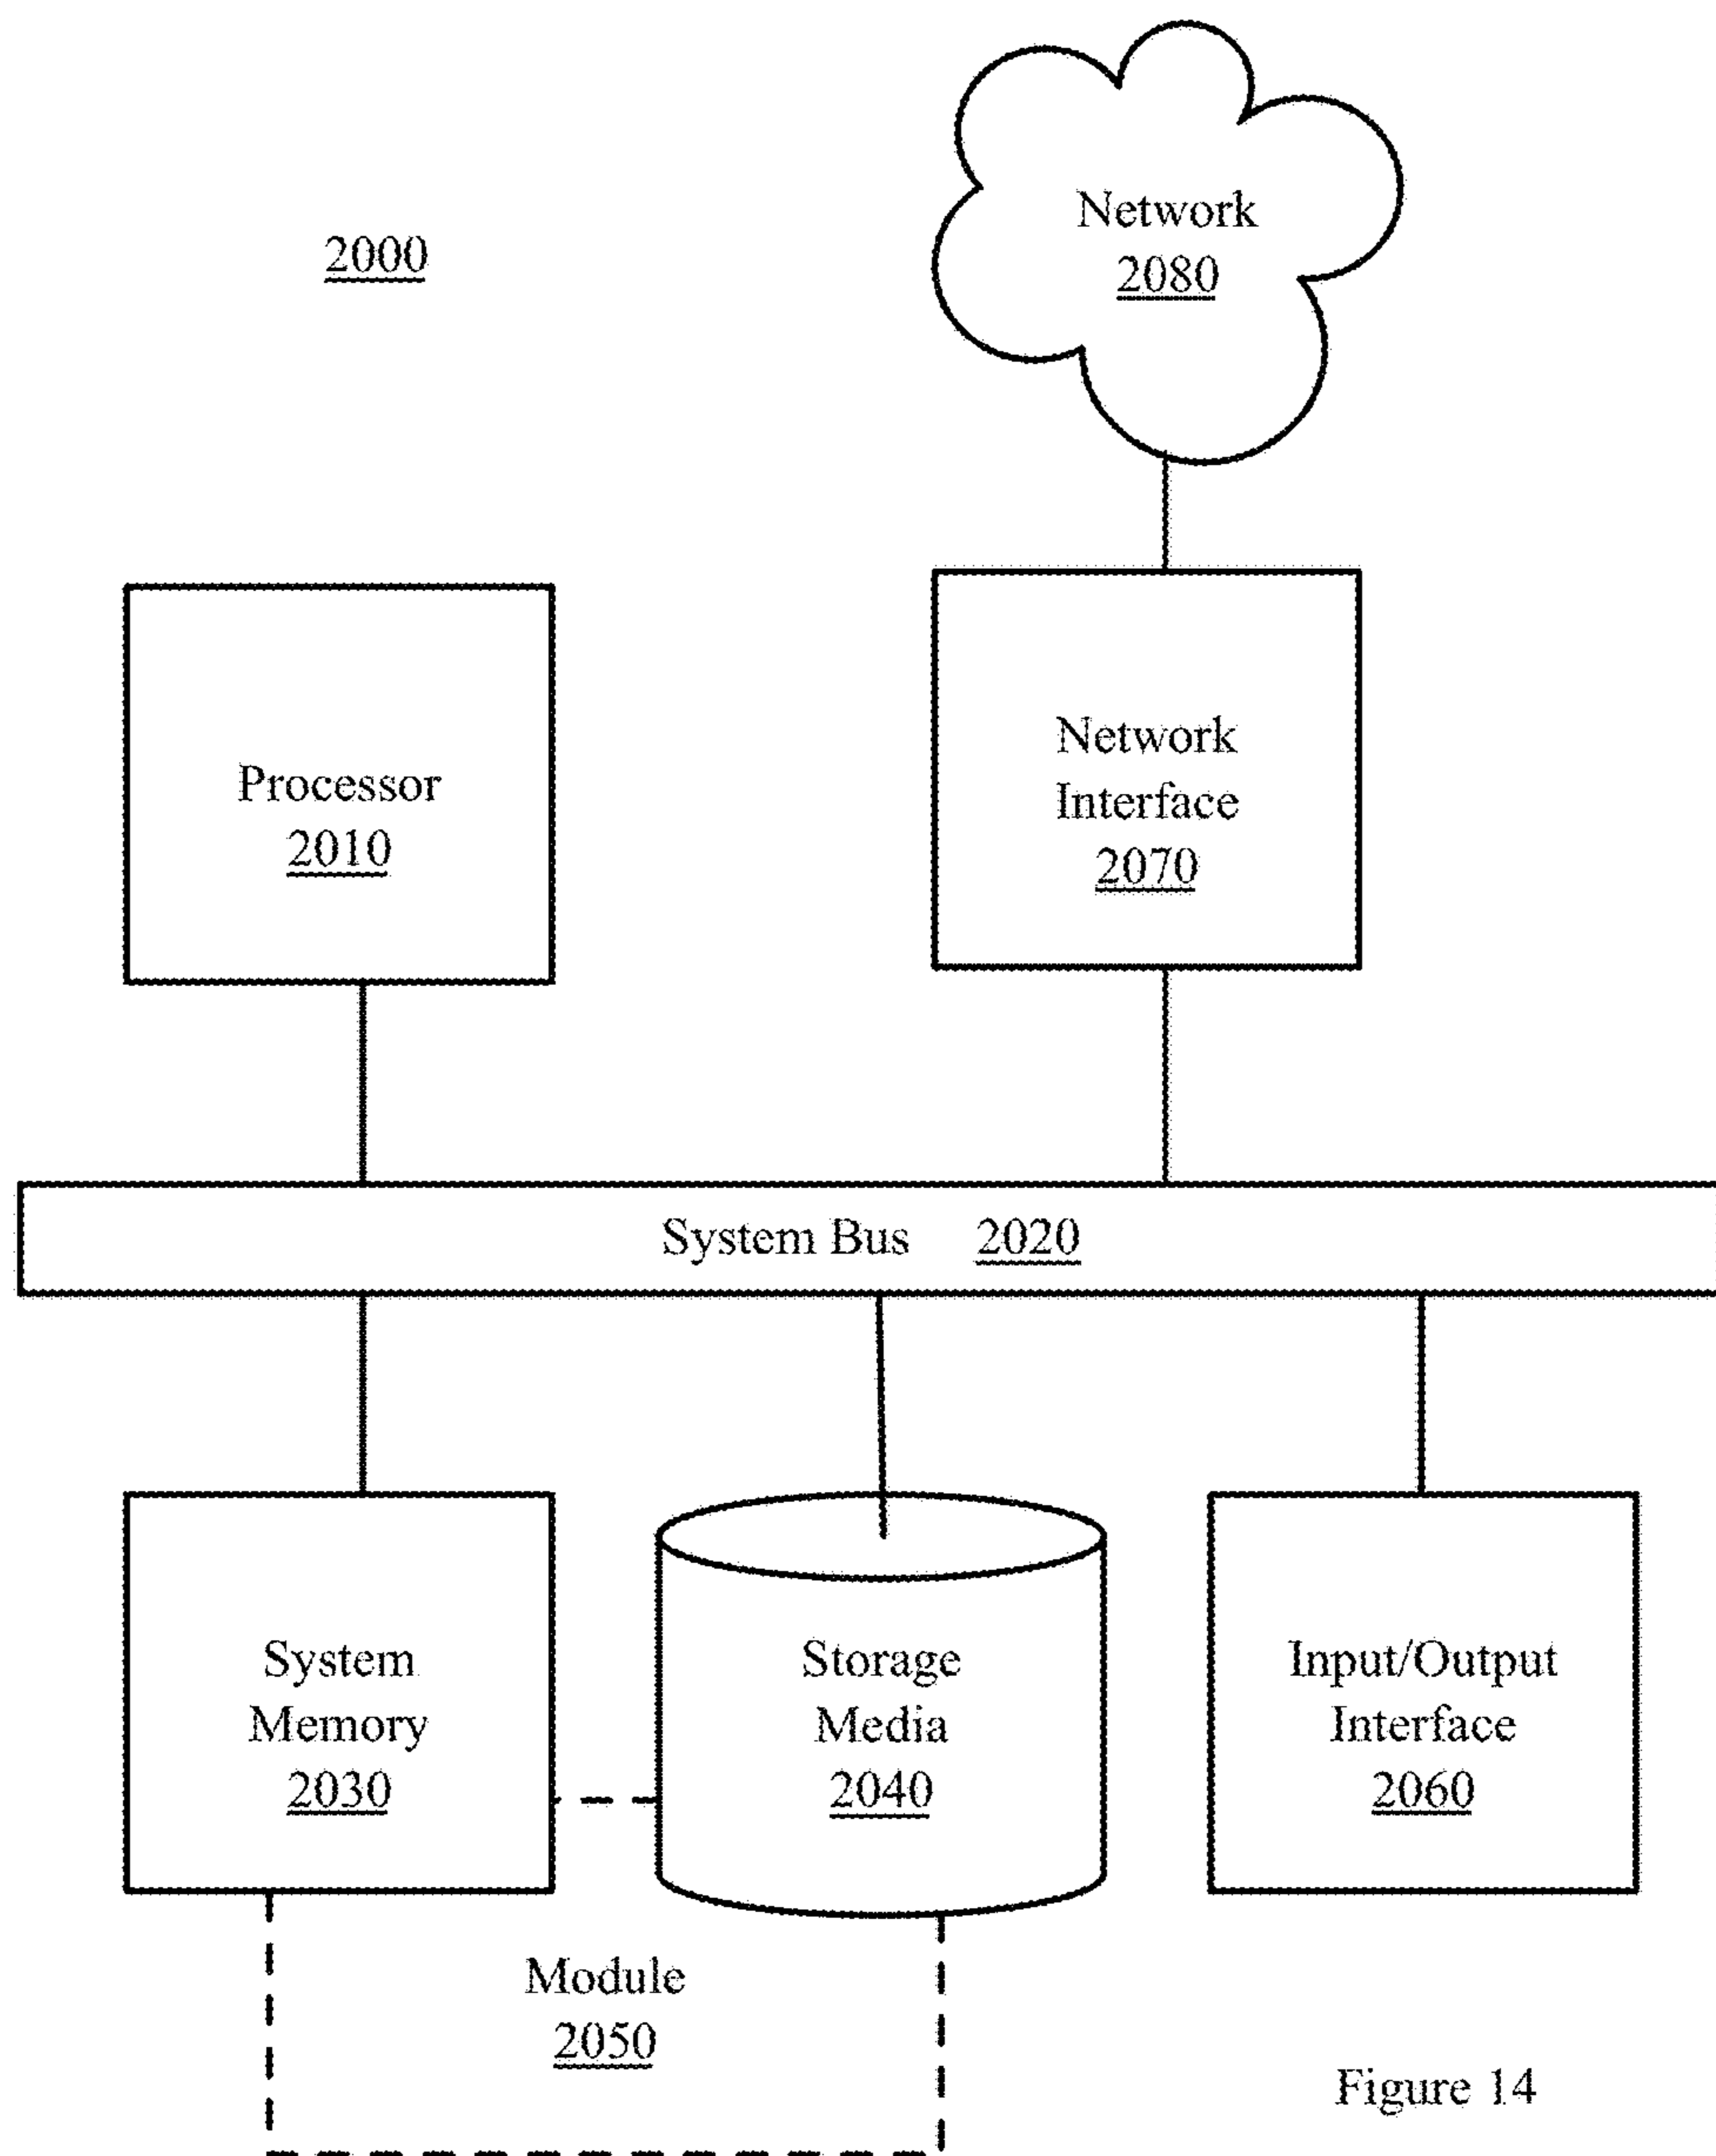 Network
2080
2000
Processor
2010
Network
Interface
2070
System Bus 2020
System
Memory
2030
Storage
Media
2040
Input/Output
Interface
2060
Module
2050
Figure 14